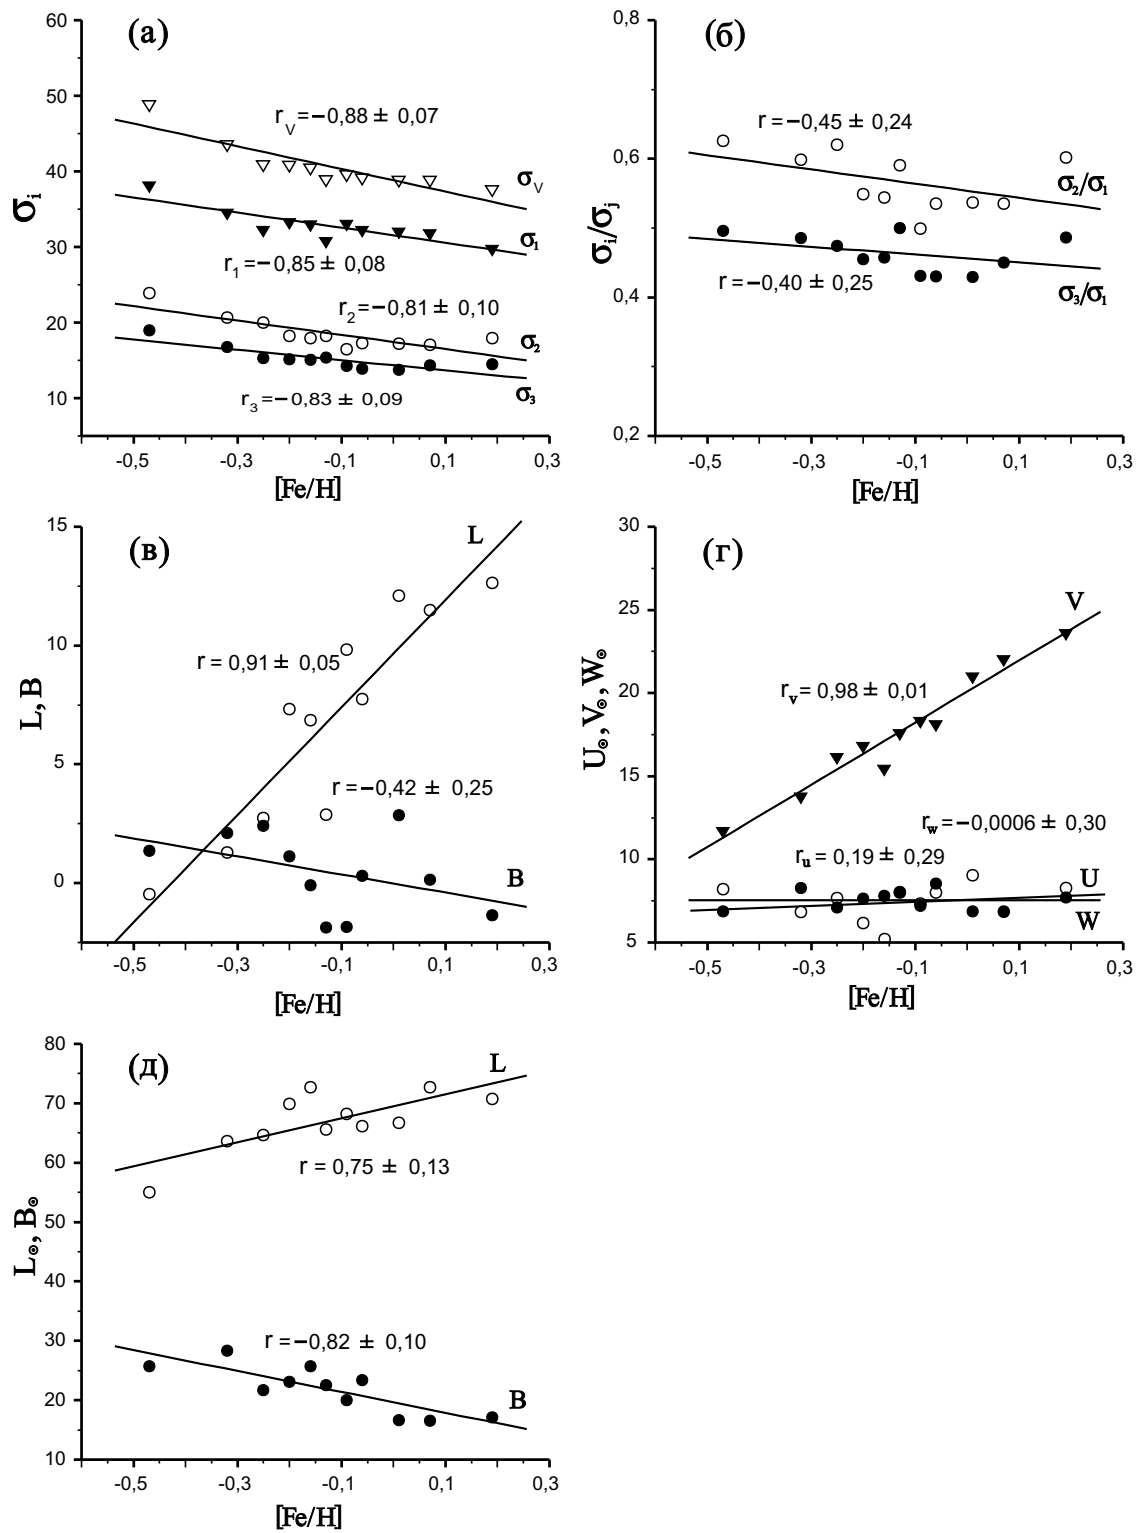 (а)
60
50
40
30
20
10
σi
r V = −0,88 ± 0,07
σV
σ1
r1 = −0,85 ± 0,08
r2 = −0,81 ± 0,10
σ2
σ3
r3 = −0,83 ± 0,09
-0,5 -0,3 -0,1 0,1 0,3
[Fe/H]
(б)
0,8
0,6
0,4
0,2
σi/σj
r = −0,45 ± 0,24
σ2/σ1
r = −0,40 ± 0,25
σ3/σ1
-0,5 -0,3 -0,1 0,1 0,3
[Fe/H]
(в)
15
10
5
0
L, B
L
r = 0,91 ± 0,05
r = −0,42 ± 0,25
B
-0,5 -0,3 -0,1 0,1 0,3
[Fe/H]
(г)
30
25
20
15
10
5
U⊙, V⊙, W⊙
V
rv = 0,98 ± 0,01
rw = −0,0006 ± 0,30
ru = 0,19 ± 0,29
U
W
-0,5 -0,3 -0,1 0,1 0,3
[Fe/H]
(д)
80
70
60
50
40
30
20
10
L⊙, B⊙
L
r = 0,75 ± 0,13
r = −0,82 ± 0,10
B
-0,5 -0,3 -0,1 0,1 0,3
[Fe/H]